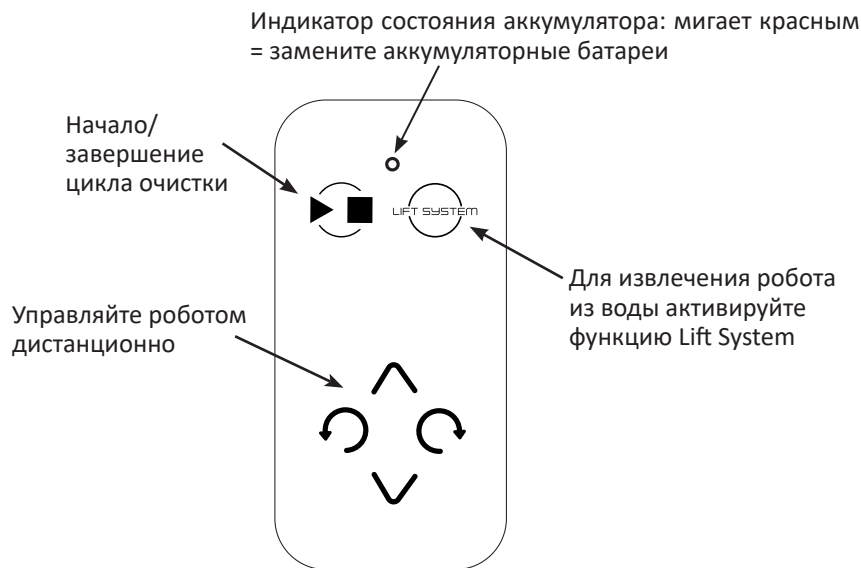 Индикатор состояния аккумулятора: мигает красным
= замените аккумуляторные батареи
Начало/
завершение
цикла очистки
LIFT SYSTEM
Для извлечения робота
из воды активируйте
функцию Lift System
Управляйте роботом
дистанционно